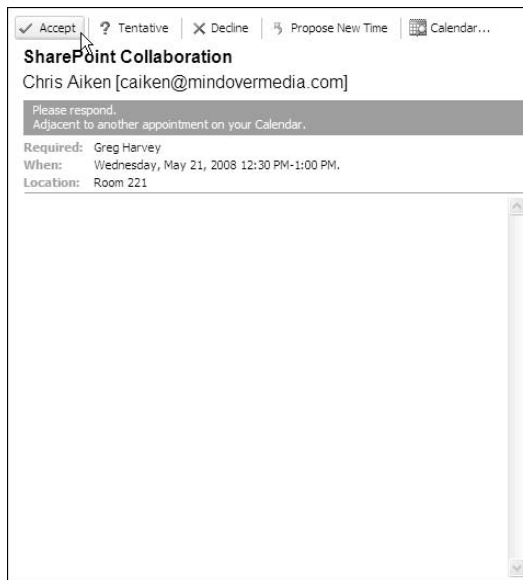 Accept ? Tentative Decline Propose New Time Calendar...
SharePoint Collaboration
Chris Aiken [caiken@mindovermedia.com]
Please respond.
Adjacent to another appointment on your Calendar.
Required: Greg Harvey
When: Wednesday, May 21, 2008 12:30 PM-1:00 PM.
Location: Room 221